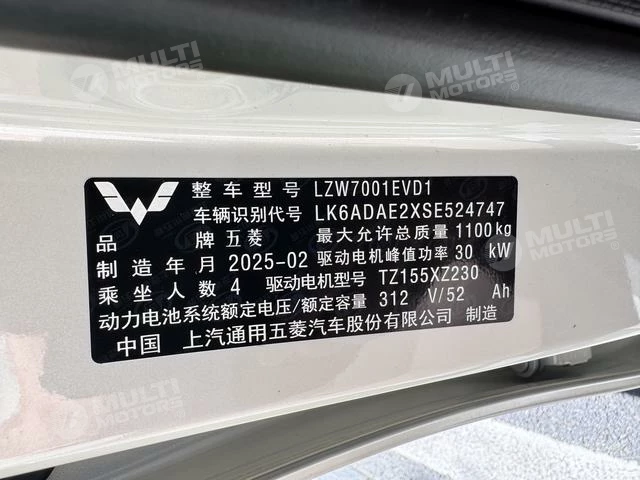 MULTI
MOTORS
7 MULTI
MOTORS
整车型号 LZW7001EVD1
车辆识别代号 LK6ADAE2XSE524747
品牌 五菱 最大允许总质量 1100kg
制造年月 2025-02 驱动电机峰值功率 30 kW
乘坐人数 4 驱动电机型号 TZ155XZ230
动力电池系统额定电压/额定容量 312 V/52 Ah
中国 上汽通用五菱汽车股份有限公司 制造
MULTI
MOTORS
MULTI
MOTORS